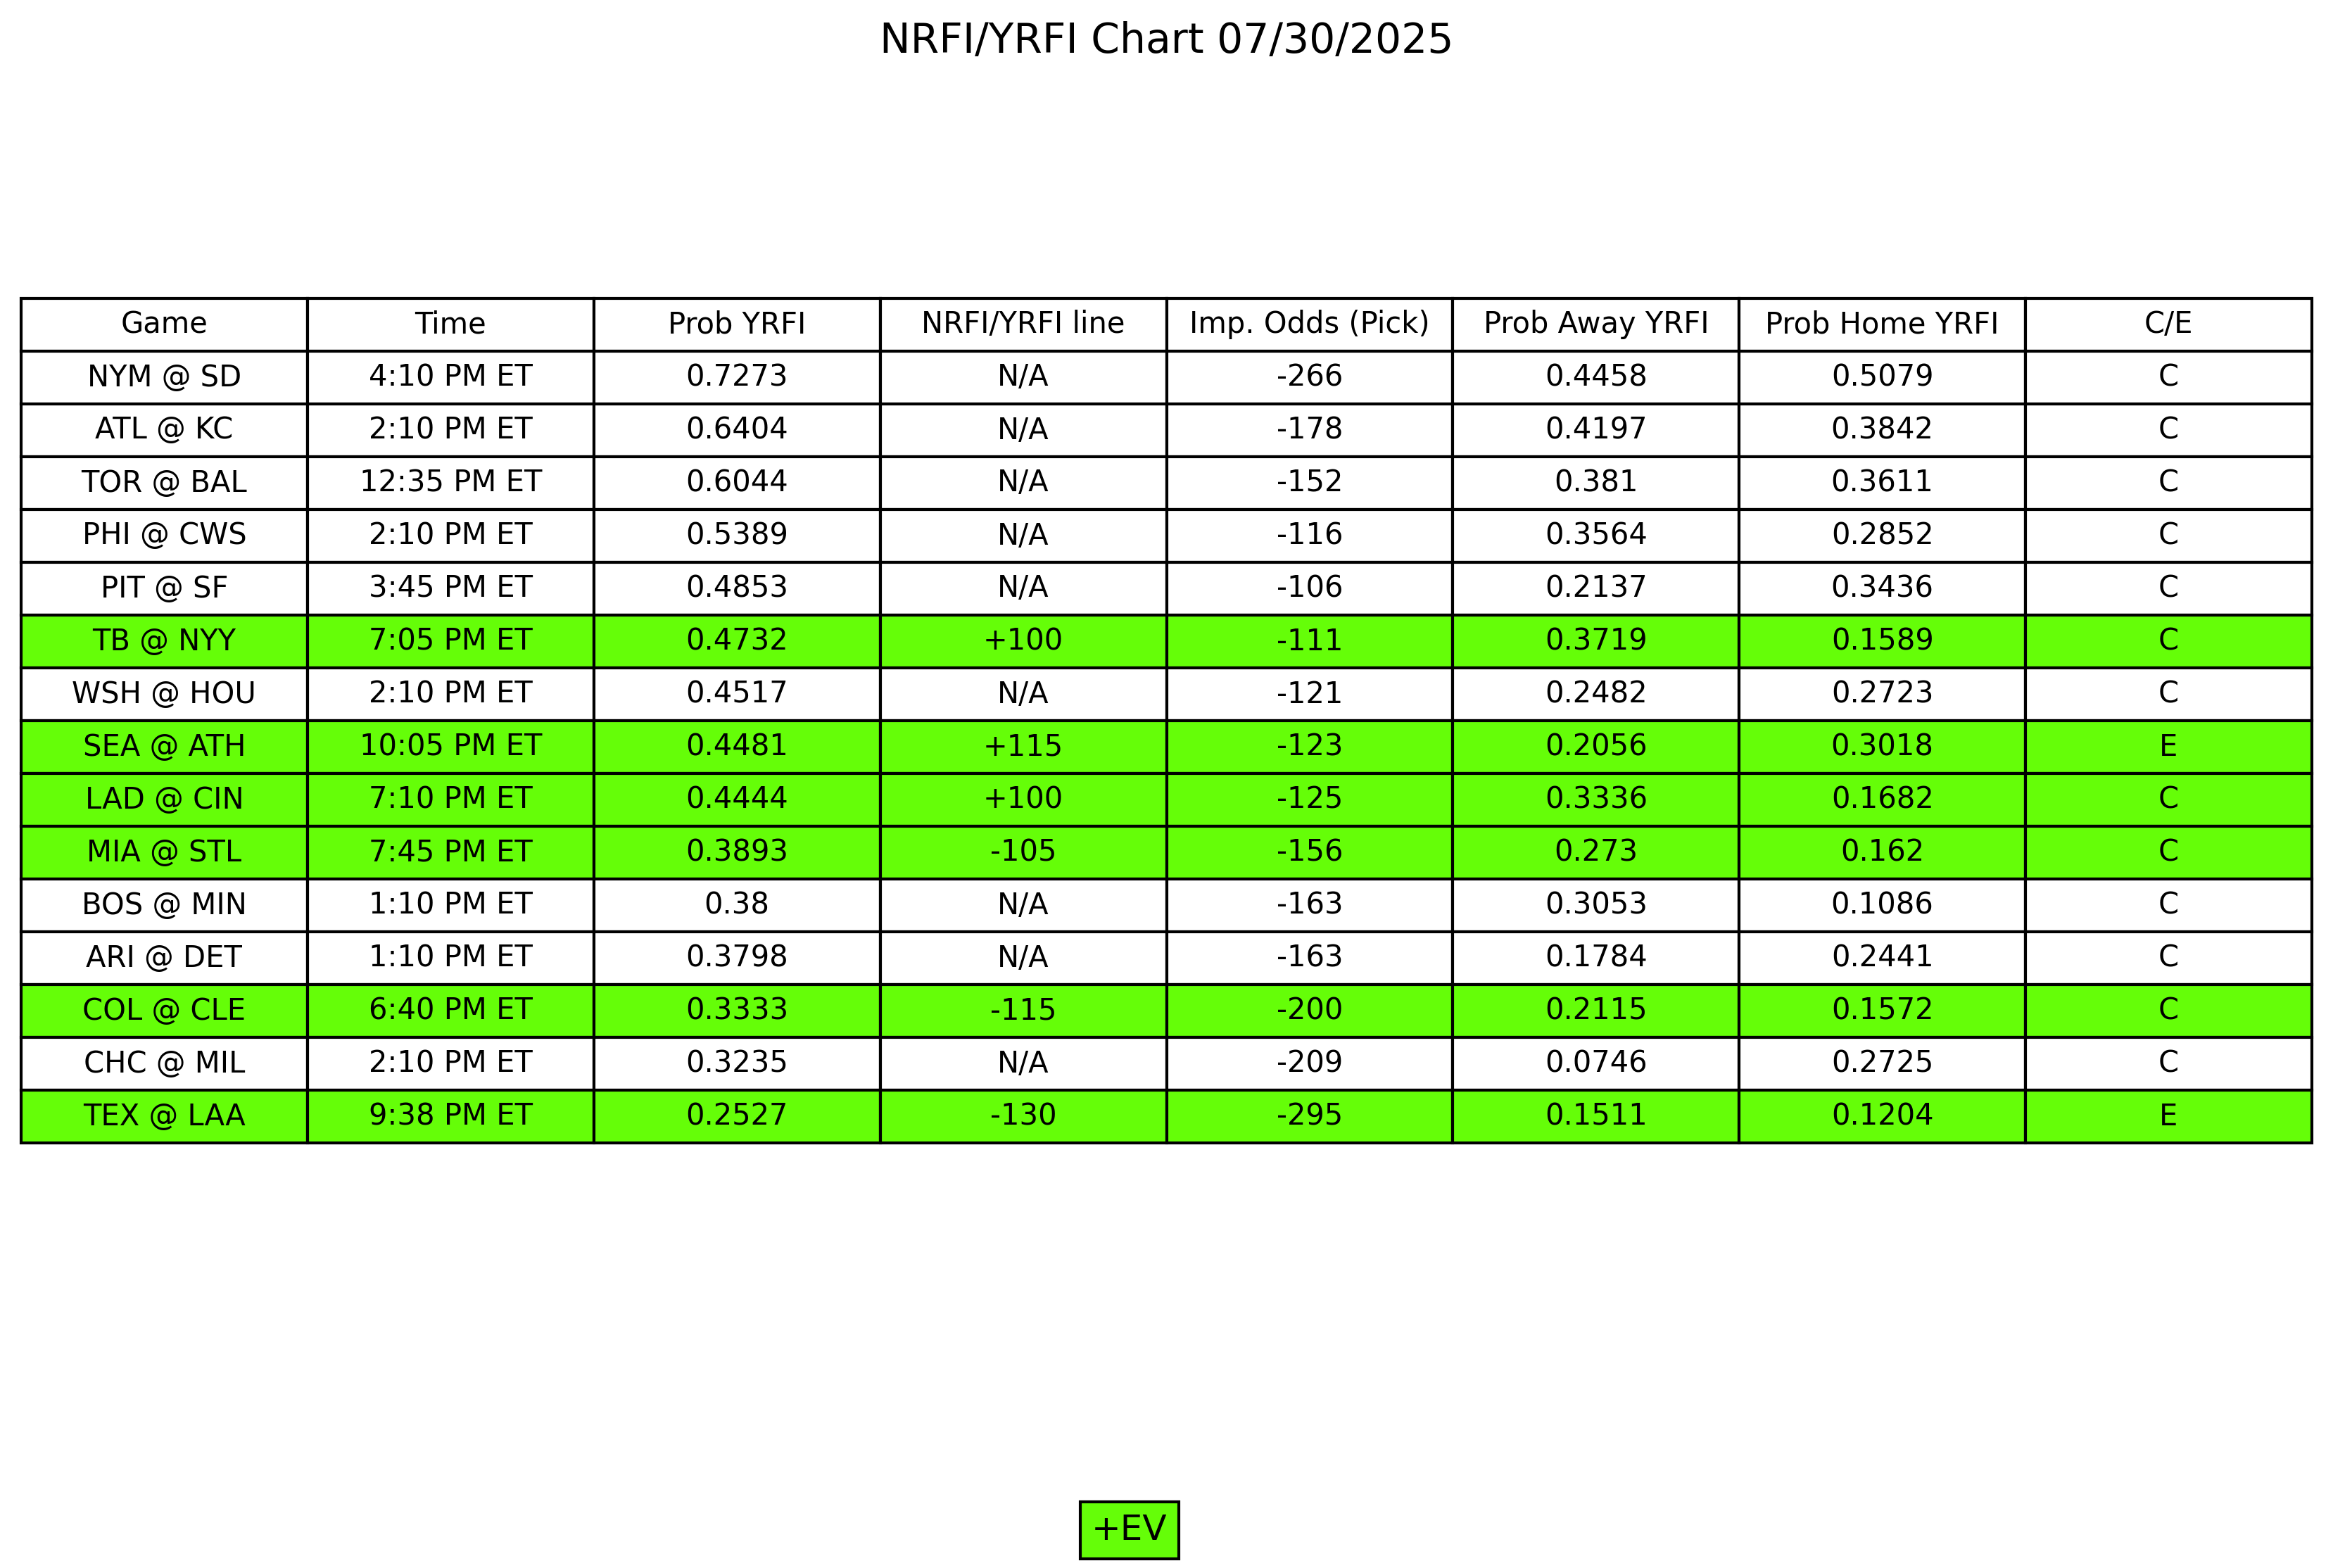 NRFI/YRFI Chart 07/30/2025
Game Time Prob YRFI NRFI/YRFI line Imp. Odds (Pick) Prob Away YRFI Prob Home YRFI C/E
NYM @ SD 4:10 PM ET 0.7273 N/A -266 0.4458 0.5079 C
ATL @ KC 2:10 PM ET 0.6404 N/A -178 0.4197 0.3842 C
TOR @ BAL 12:35 PM ET 0.6044 N/A -152 0.381 0.3611 C
PHI @ CWS 2:10 PM ET 0.5389 N/A -116 0.3564 0.2852 C
PIT @ SF 3:45 PM ET 0.4853 N/A -106 0.2137 0.3436 C
TB @ NYY 7:05 PM ET 0.4732 +100 -111 0.3719 0.1589 C
WSH @ HOU 2:10 PM ET 0.4517 N/A -121 0.2482 0.2723 C
SEA @ ATH 10:05 PM ET 0.4481 +115 -123 0.2056 0.3018 E
LAD @ CIN 7:10 PM ET 0.4444 +100 -125 0.3336 0.1682 C
MIA @ STL 7:45 PM ET 0.3893 -105 -156 0.273 0.162 C
BOS @ MIN 1:10 PM ET 0.38 N/A -163 0.3053 0.1086 C
ARI @ DET 1:10 PM ET 0.3798 N/A -163 0.1784 0.2441 C
COL @ CLE 6:40 PM ET 0.3333 -115 -200 0.2115 0.1572 C
CHC @ MIL 2:10 PM ET 0.3235 N/A -209 0.0746 0.2725 C
TEX @ LAA 9:38 PM ET 0.2527 -130 -295 0.1511 0.1204 E
+EV